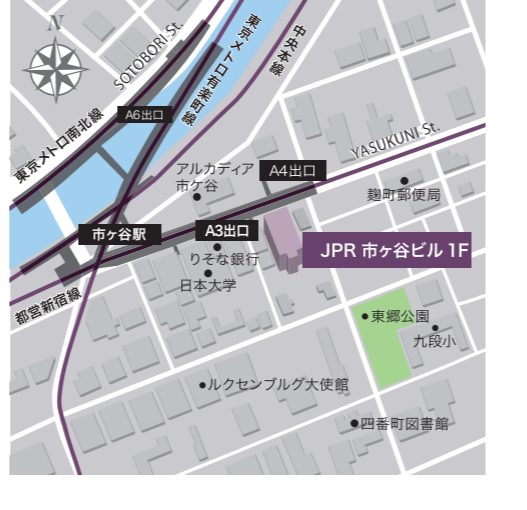 N
SOTOBORI St.
東京メトロ有楽町線
中央本線
A6出口
東京メトロ南北線
YASUKUNI St.
アルカディア
市ケ谷
A4出口
麹町郵便局
市ヶ谷駅
A3出口
りそな銀行
JPR 市ヶ谷ビル 1F
日本大学
都営新宿線
東郷公園
九段小
ルクセンブルグ大使館
四番町図書館